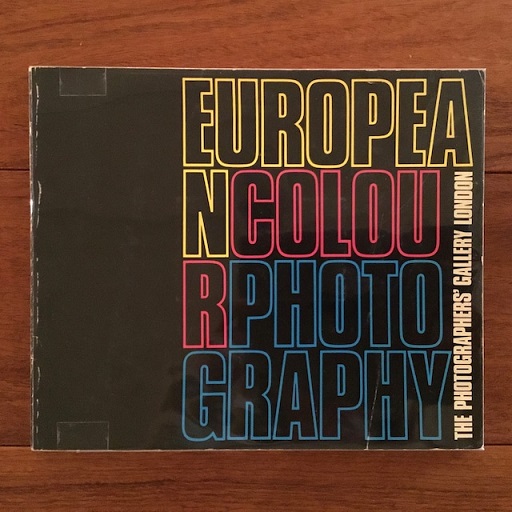 EUROPEA
NCOLOU
RPHOTO
GRAPHY
THE PHOTOGRAPHERS' GALLERY LONDON